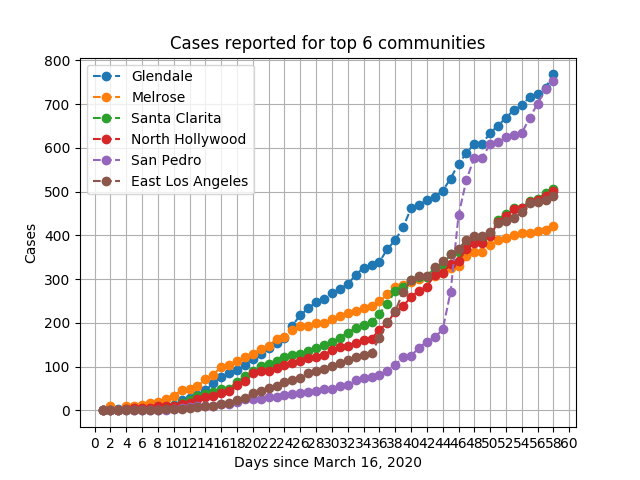 Cases reported for top 6 communities
800
700
600
500
400
300
200
100
0
Cases
Glendale
Melrose
Santa Clarita
North Hollywood
San Pedro
East Los Angeles
0 2 4 6 8 10 12 14 16 18 20 22 24 26 28 30 32 34 36 38 40 42 44 46 48 50 52 54 56 58 60
Days since March 16, 2020